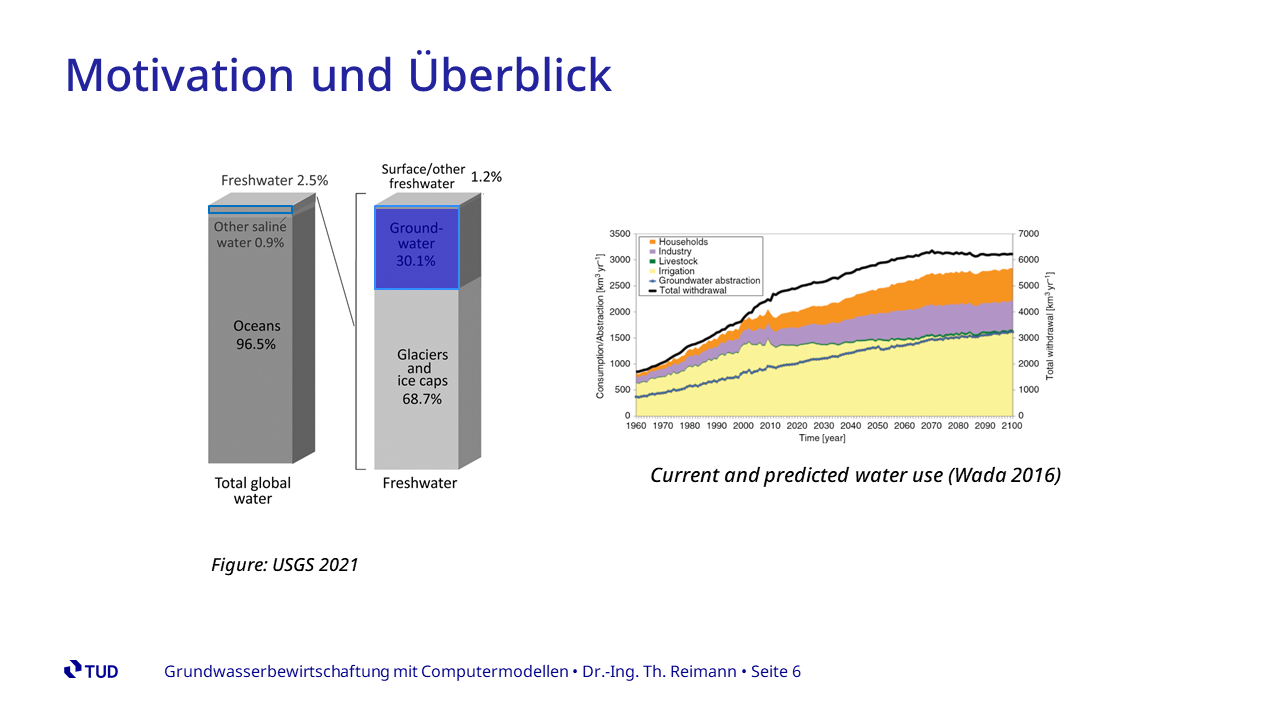 Motivation und Überblick
Freshwater 2.5%
Other saline
water 0.9%
Oceans
96.5%
Total global
water
Surface/other
freshwater
1.2%
Ground-
water
30.1%
Glaciers
and
ice caps
68.7%
Freshwater
Figure: USGS 2021
Consumption/Abstraction [km³ yr⁻¹]
3500
3000
2500
2000
1500
1000
500
0
Households
Industry
Livestock
Irrigation
Groundwater abstraction
Total withdrawal
7000
6000
5000
4000
3000
2000
1000
0
Total withdrawal [km³ yr⁻¹]
1960 1970 1980 1990 2000 2010 2020 2030 2040 2050 2060 2070 2080 2090 2100
Time [year]
Current and predicted water use (Wada 2016)
TUD
Grundwasserbewirtschaftung mit Computermodellen • Dr.-Ing. Th. Reimann • Seite 6